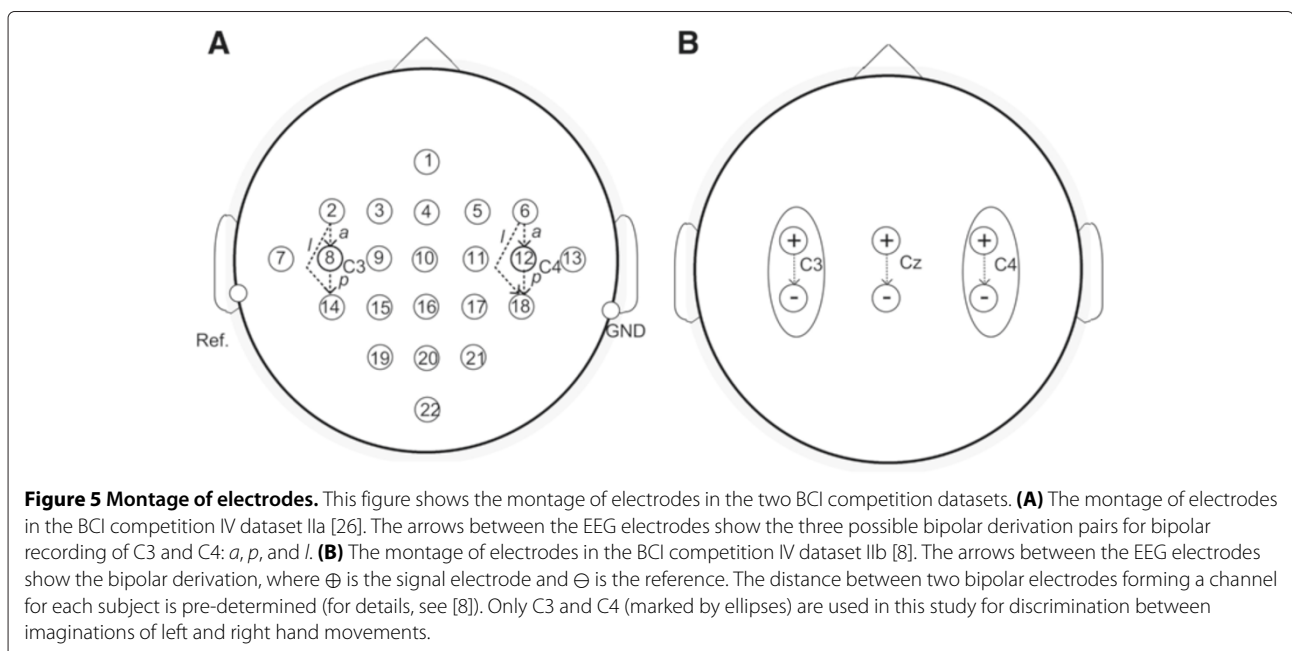 A
B
1
2 3 4 5 6
l a l a
7 8 C3 9 10 11 12 C4 13
p p
14 15 16 17 18
Ref.
GND
19 20 21
22
+ + +
C3 Cz C4
- - -
Figure 5 Montage of electrodes. This figure shows the montage of electrodes in the two BCI competition datasets. (A) The montage of electrodes
in the BCI competition IV dataset IIa [26]. The arrows between the EEG electrodes show the three possible bipolar derivation pairs for bipolar
recording of C3 and C4: a, p, and l. (B) The montage of electrodes in the BCI competition IV dataset IIb [8]. The arrows between the EEG electrodes
show the bipolar derivation, where ⊕ is the signal electrode and ⊖ is the reference. The distance between two bipolar electrodes forming a channel
for each subject is pre-determined (for details, see [8]). Only C3 and C4 (marked by ellipses) are used in this study for discrimination between
imaginations of left and right hand movements.